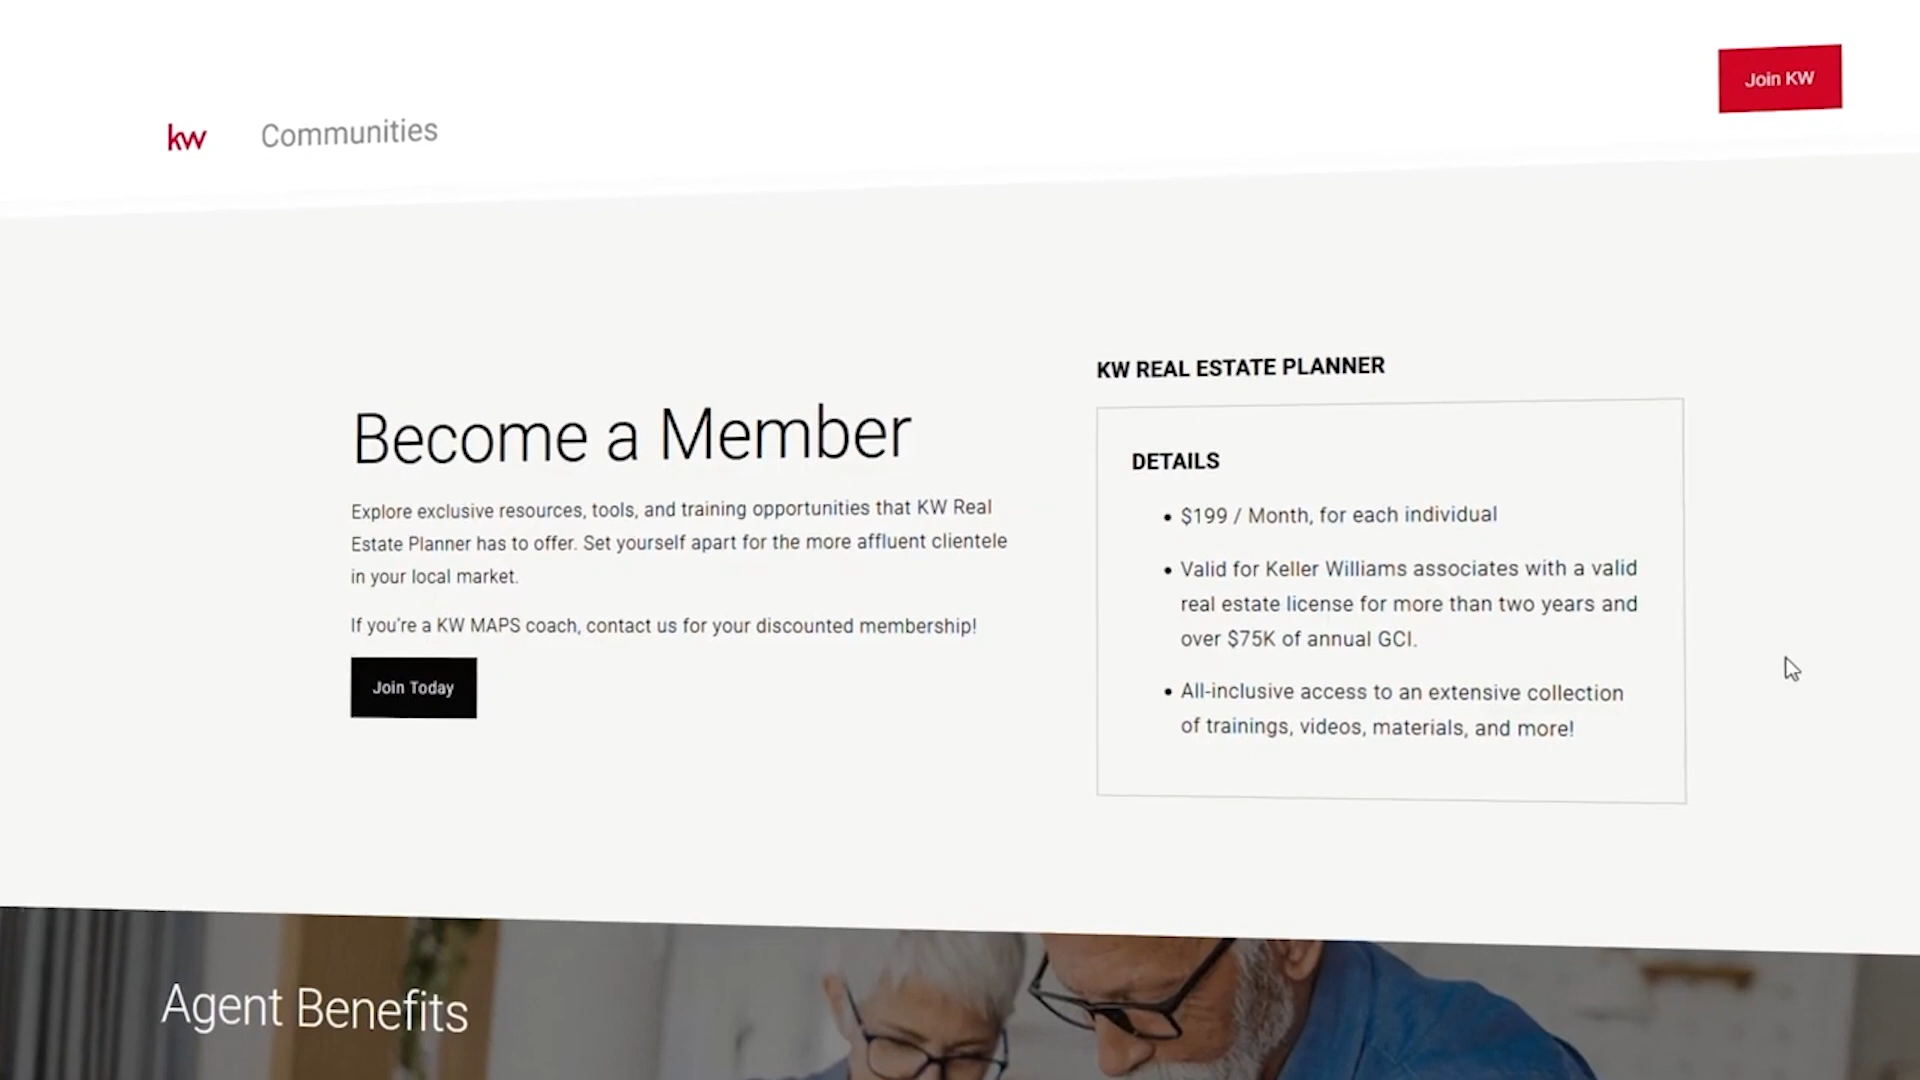 Join KW
kw Communities
Become a Member
Explore exclusive resources, tools, and training opportunities that KW Real
Estate Planner has to offer. Set yourself apart for the more affluent clientele
in your local market.
If you're a KW MAPS coach, contact us for your discounted membership!
Join Today
KW REAL ESTATE PLANNER
DETAILS
• $199 / Month, for each individual
• Valid for Keller Williams associates with a valid
real estate license for more than two years and
over $75K of annual GCI.
• All-inclusive access to an extensive collection
of trainings, videos, materials, and more!
Agent Benefits